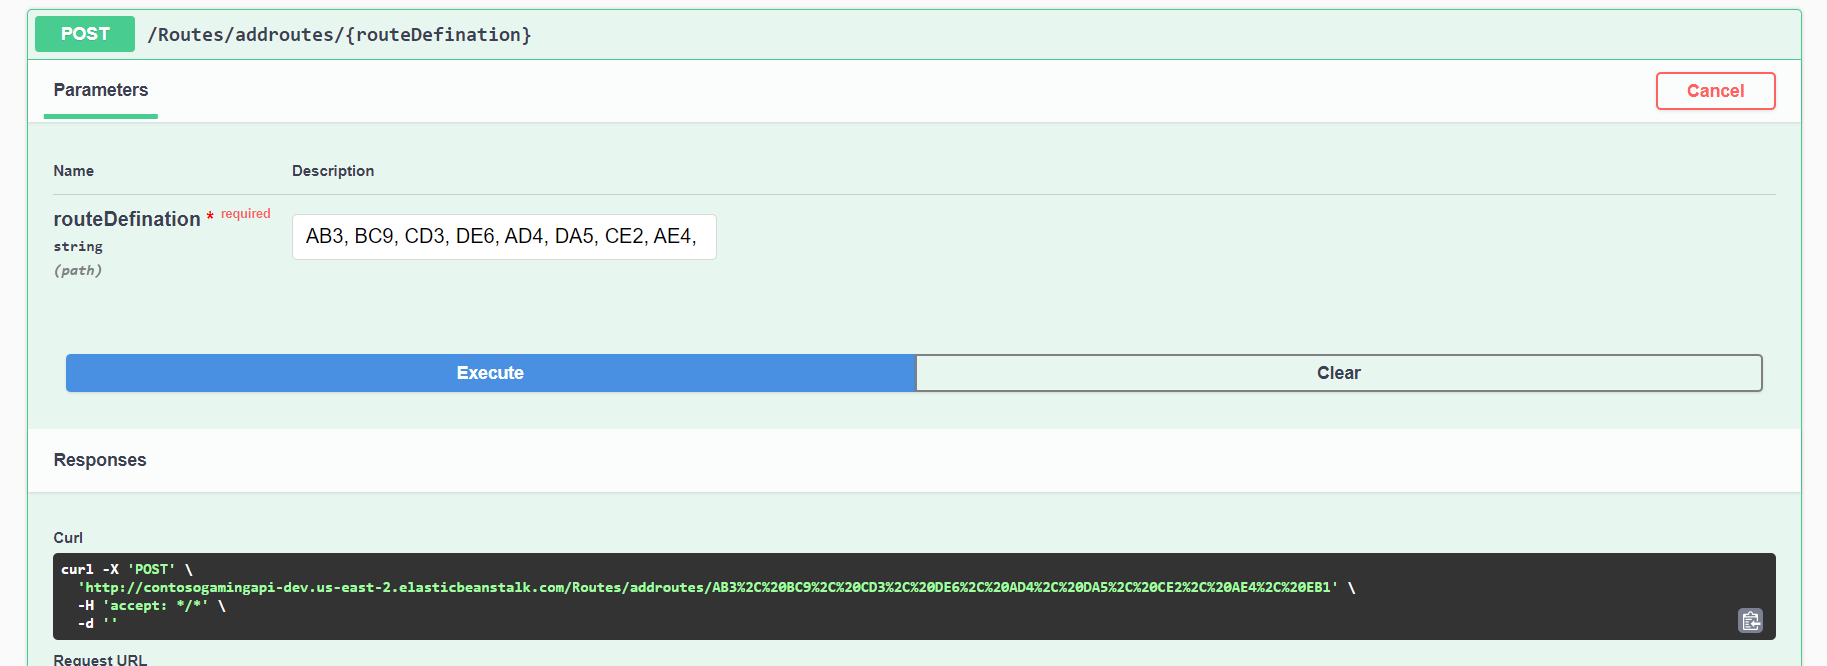 POST /Routes/addroutes/{routeDefination}
Parameters
Cancel
Name Description
routeDefination * required
string
(path)
AB3, BC9, CD3, DE6, AD4, DA5, CE2, AE4,
Execute Clear
Responses
Curl
curl -X 'POST' \
'http://contosogamingapi-dev.us-east-2.elasticbeanstalk.com/Routes/addroutes/AB3%2C%20BC9%2C%20CD3%2C%20DE6%2C%20AD4%2C%20DA5%2C%20CE2%2C%20AE4%2C%20EB1' \
-H 'accept: */*' \
-d ''
Request URL